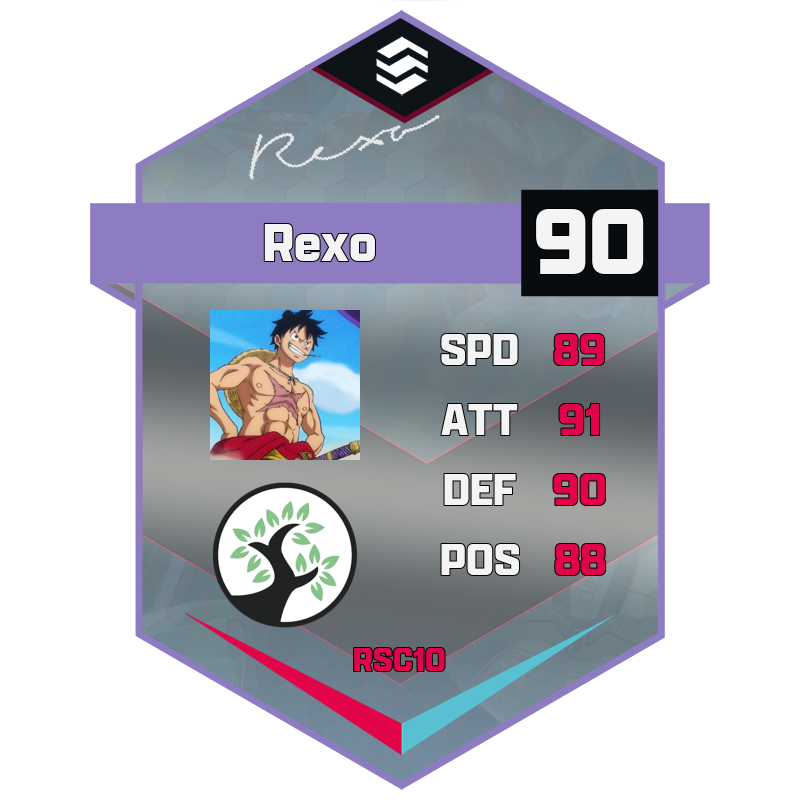 Rexo
Rexo 90
SPD 89
ATT 91
DEF 90
POS 88
RSC10